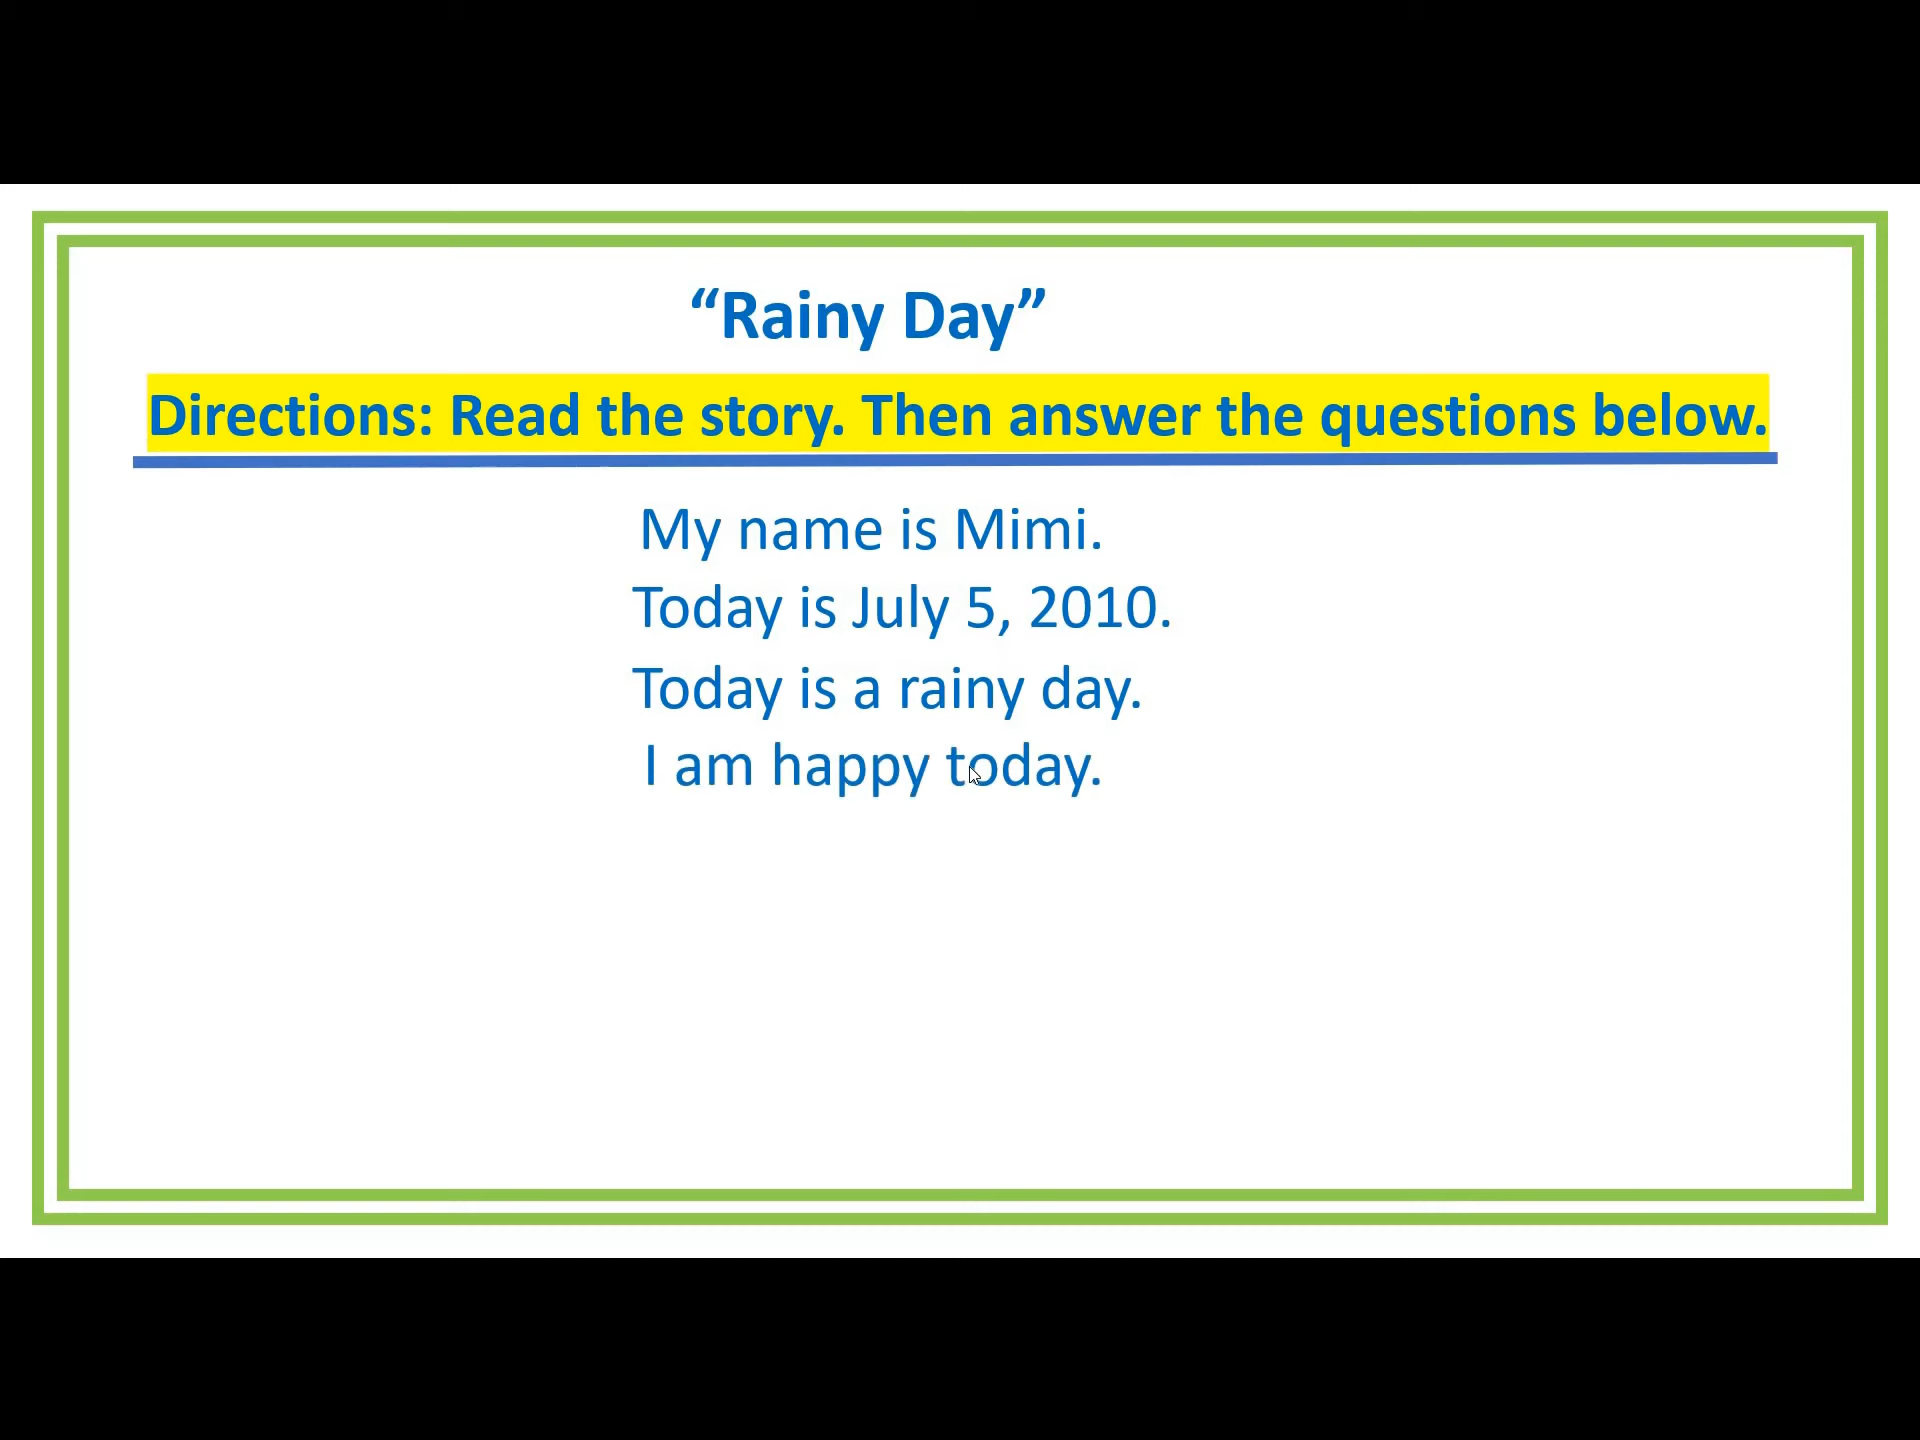 “Rainy Day”
Directions: Read the story. Then answer the questions below.
My name is Mimi.
Today is July 5, 2010.
Today is a rainy day.
I am happy today.